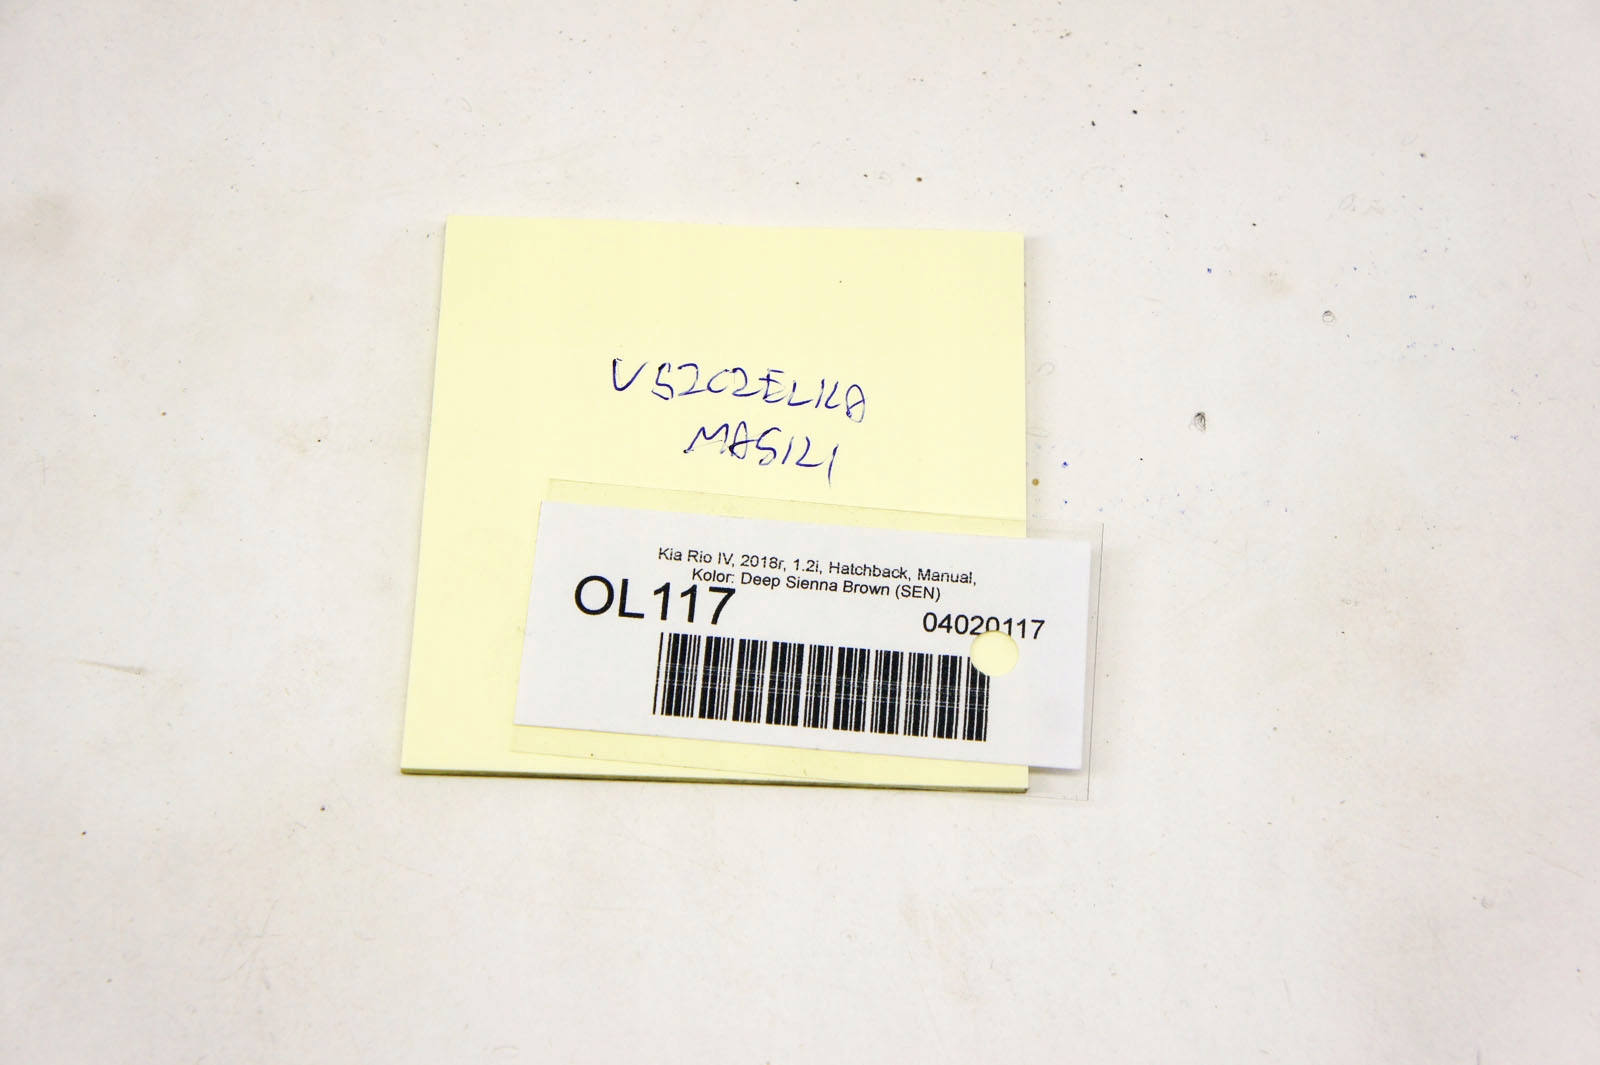 USZCZELKA
MASKI
Kia Rio IV, 2018r, 1.2i, Hatchback, Manual,
Kolor: Deep Sienna Brown (SEN)
OL117
04020117